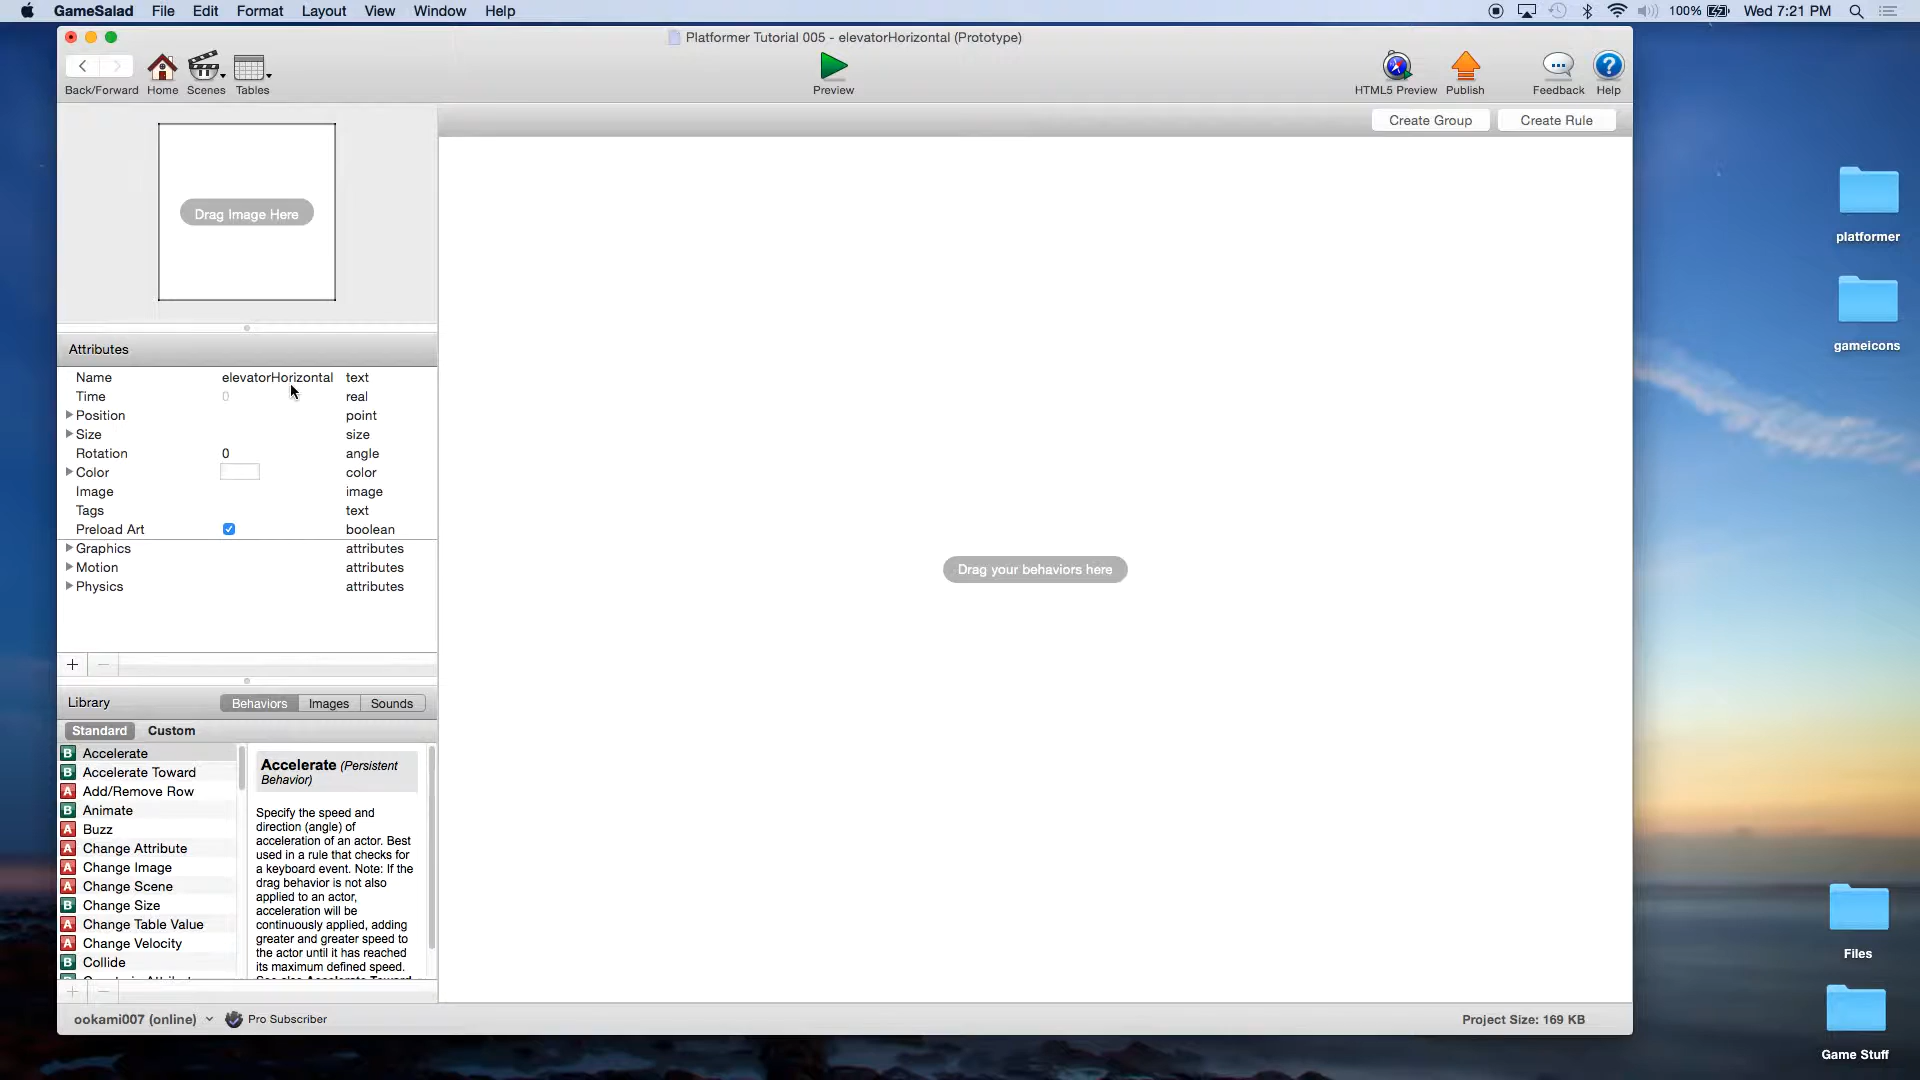 GameSalad File Edit Format Layout View Window Help 100% Wed 7:21 PM
Platformer Tutorial 005 - elevatorHorizontal (Prototype)
Back/Forward Home Scenes Tables Preview HTML5 Preview Publish Feedback Help
Create Group Create Rule
Drag Image Here
Attributes
Name elevatorHorizontal text
Time 0 real
Position point
Size size
Rotation 0 angle
Color color
Image image
Tags text
Preload Art boolean
Graphics attributes
Motion attributes
Physics attributes
Drag your behaviors here
Library Behaviors Images Sounds
Standard Custom
B Accelerate
B Accelerate Toward
A Add/Remove Row
B Animate
A Buzz
A Change Attribute
A Change Image
A Change Scene
B Change Size
A Change Table Value
A Change Velocity
B Collide
Accelerate (Persistent
Behavior)
Specify the speed and
direction (angle) of
acceleration of an actor. Best
used in a rule that checks for
a keyboard event. Note: If the
drag behavior is not also
applied to an actor,
acceleration will be
continuously applied, adding
greater and greater speed to
the actor until it has reached
its maximum defined speed.
ookami007 (online) Pro Subscriber
Project Size: 169 KB
platformer
gameicons
Files
Game Stuff